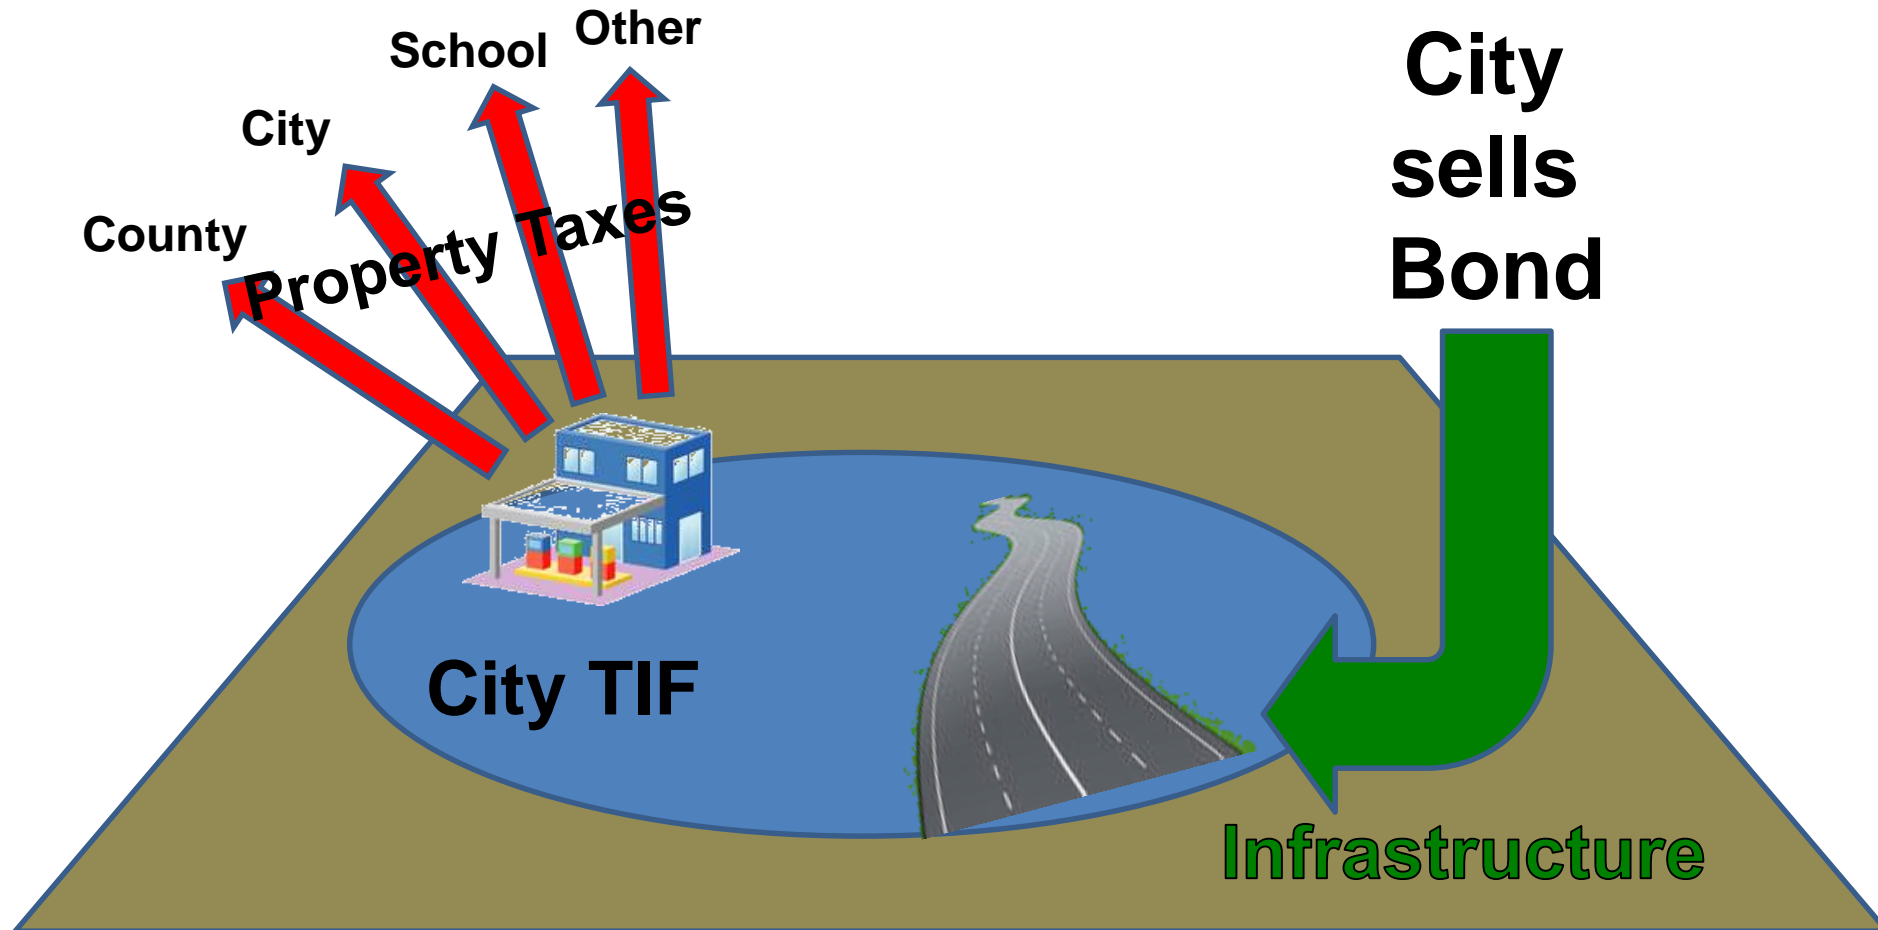 Other
School
City
County
Property Taxes
City
sells
Bond
City TIF
Infrastructure